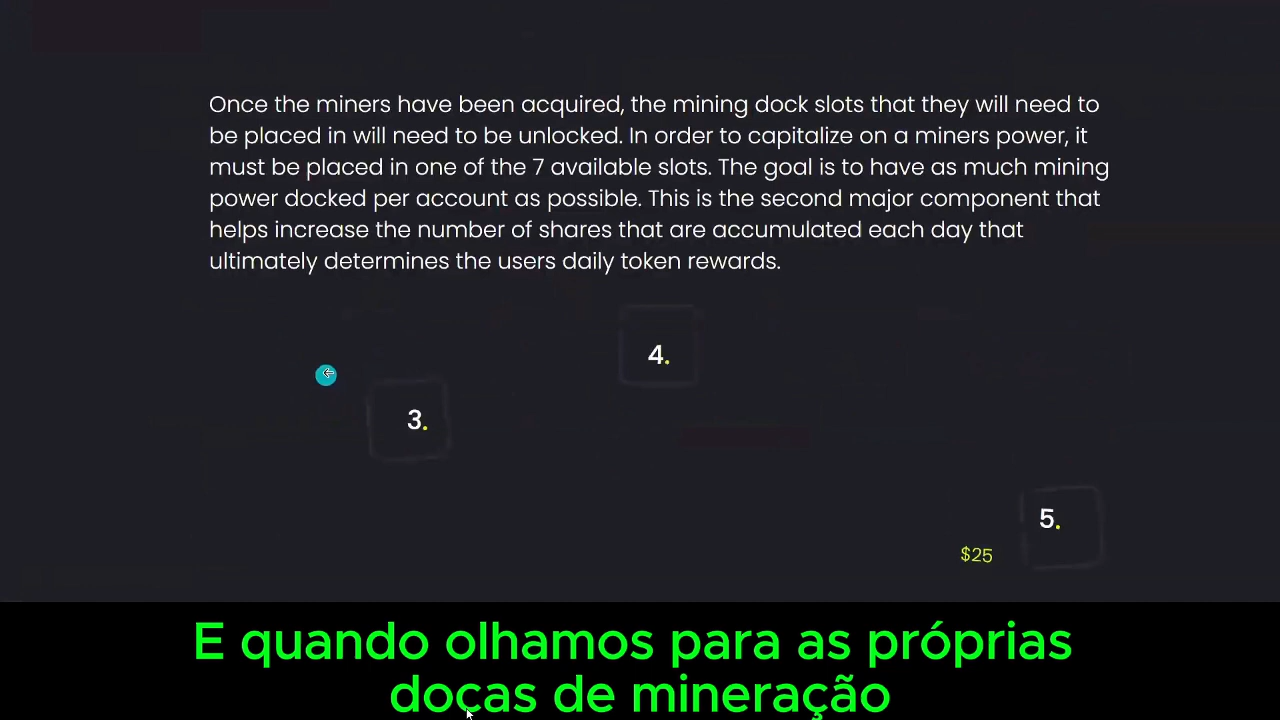 Once the miners have been acquired, the mining dock slots that they will need to
be placed in will need to be unlocked. In order to capitalize on a miners power, it
must be placed in one of the 7 available slots. The goal is to have as much mining
power docked per account as possible. This is the second major component that
helps increase the number of shares that are accumulated each day that
ultimately determines the users daily token rewards.
4.
3.
5.
$25
E quando olhamos para as próprias
docas de mineração